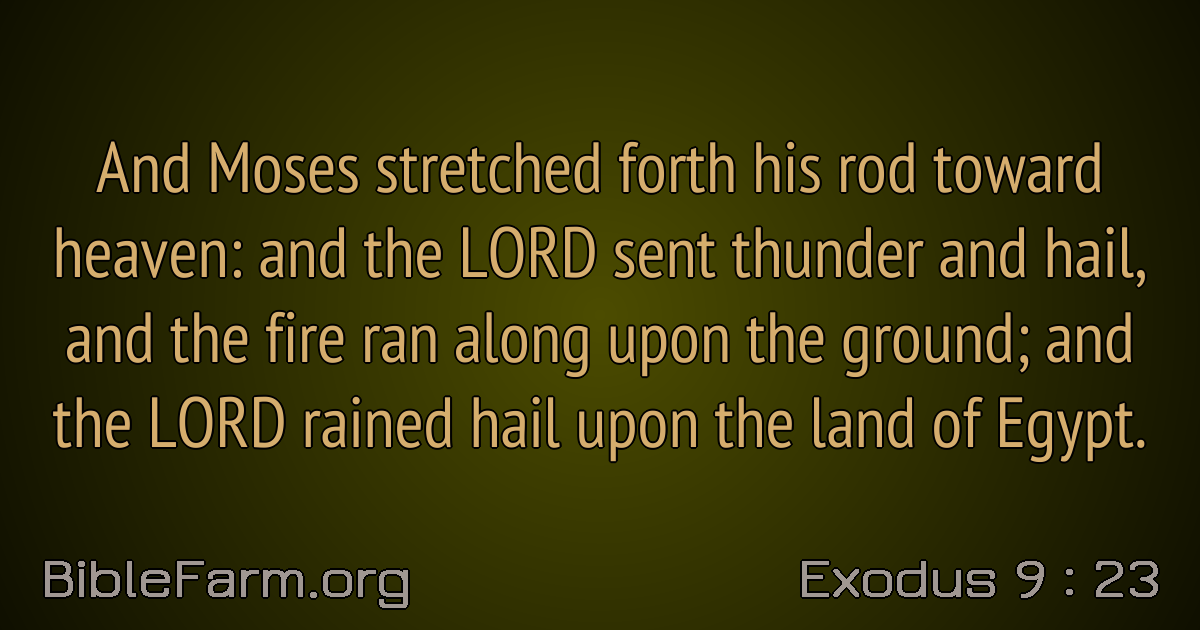 And Moses stretched forth his rod toward
heaven: and the LORD sent thunder and hail,
and the fire ran along upon the ground; and
the LORD rained hail upon the land of Egypt.
BibleFarm.org
Exodus 9 : 23